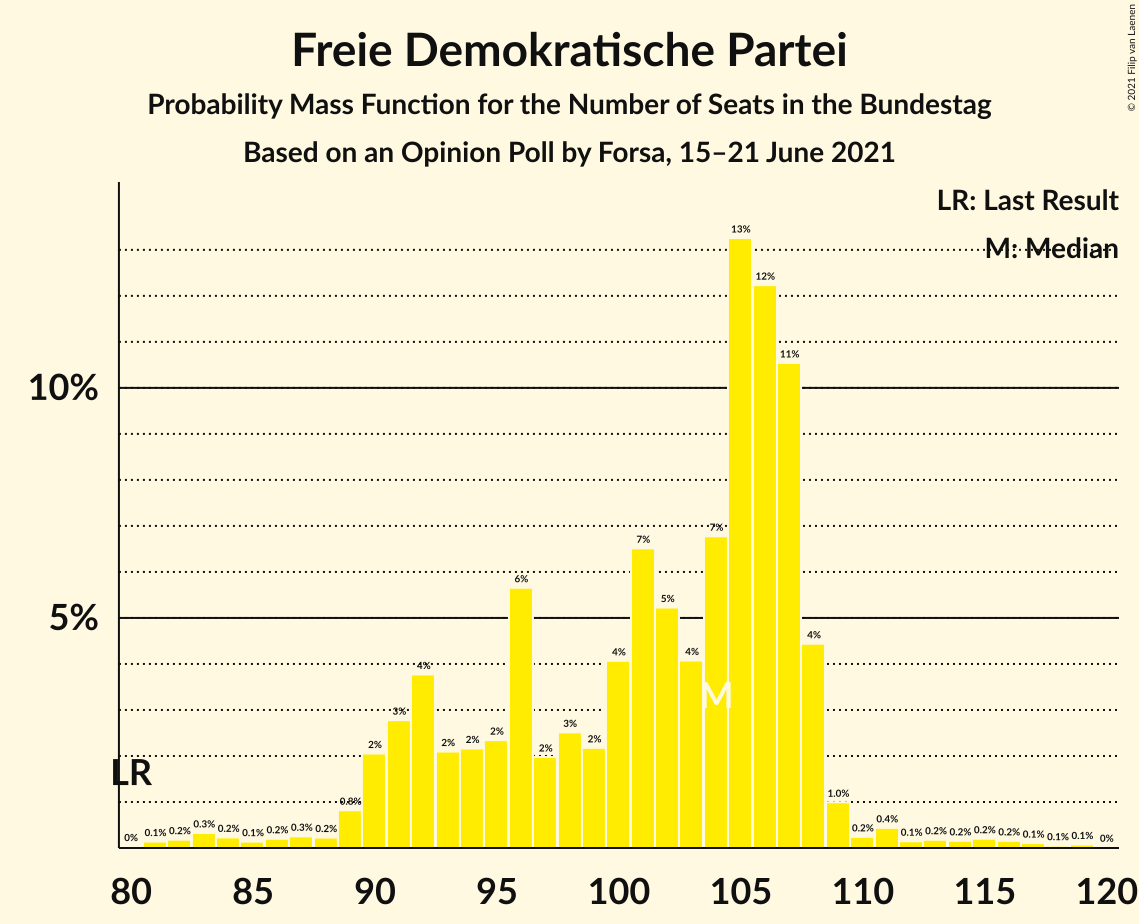 Freie Demokratische Partei
Probability Mass Function for the Number of Seats in the Bundestag
Based on an Opinion Poll by Forsa, 15–21 June 2021
© 2021 Filip van Laenen
LR: Last Result
M: Median
10%
5%
LR
M
0% 0.1% 0.2% 0.3% 0.2% 0.1% 0.2% 0.3% 0.2% 0.8% 2% 3% 4% 2% 2% 2% 6% 2% 3% 2% 4% 7% 5% 4% 7% 13% 12% 11% 4% 1.0% 0.2% 0.4% 0.1% 0.2% 0.2% 0.2% 0.2% 0.1% 0.1% 0.1% 0%
80 85 90 95 100 105 110 115 120